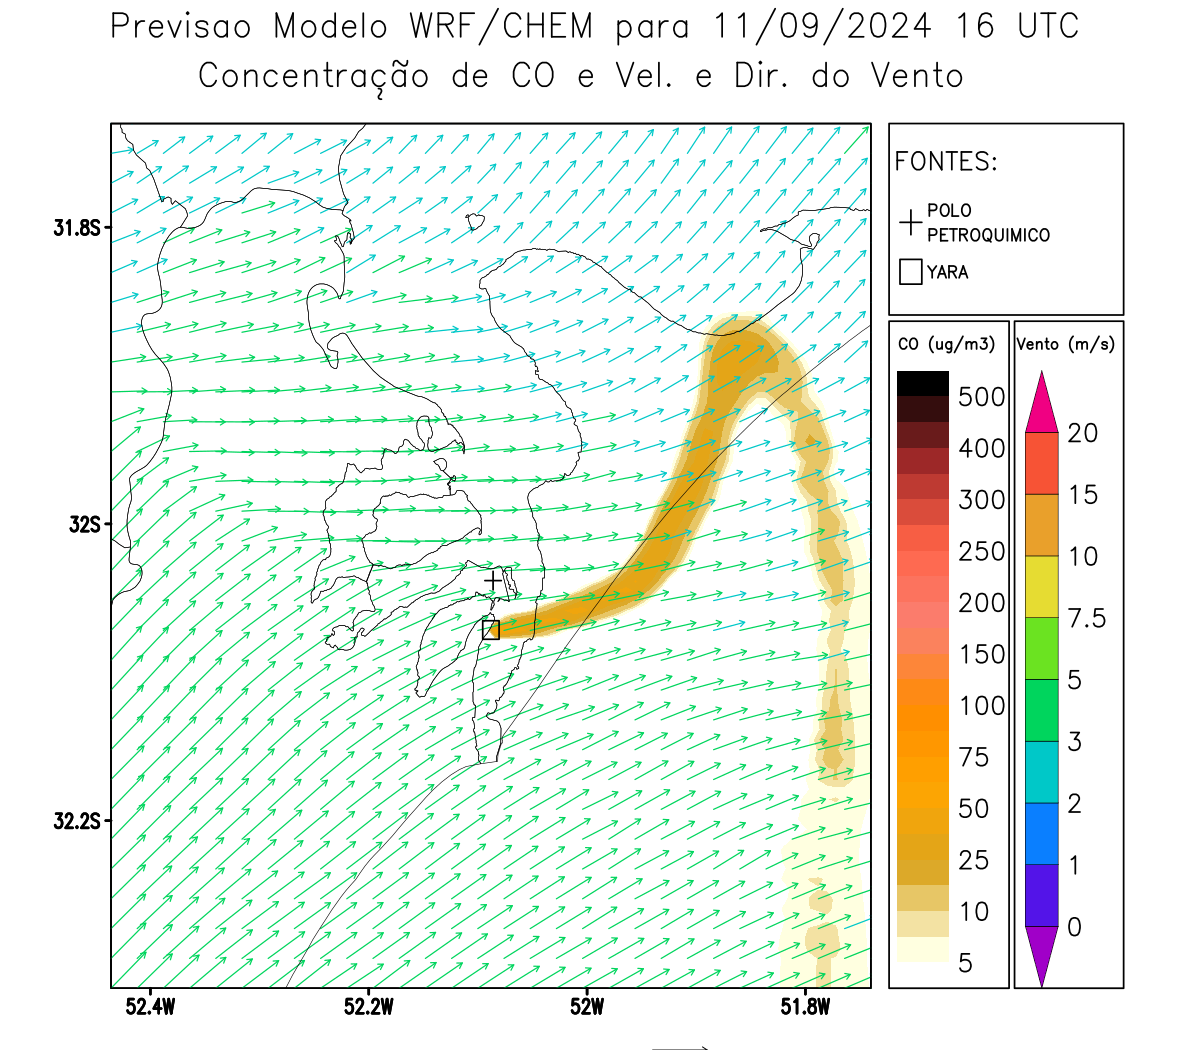 Previsao Modelo WRF/CHEM para 11/09/2024 16 UTC
Concentração de CO e Vel. e Dir. do Vento
FONTES:
POLO
PETROQUIMICO
YARA
31.8S
32S
32.2S
52.4W
52.2W
52W
51.8W
CO (ug/m3)
500
400
300
250
200
150
100
75
50
25
10
5
Vento (m/s)
20
15
10
7.5
5
3
2
1
0